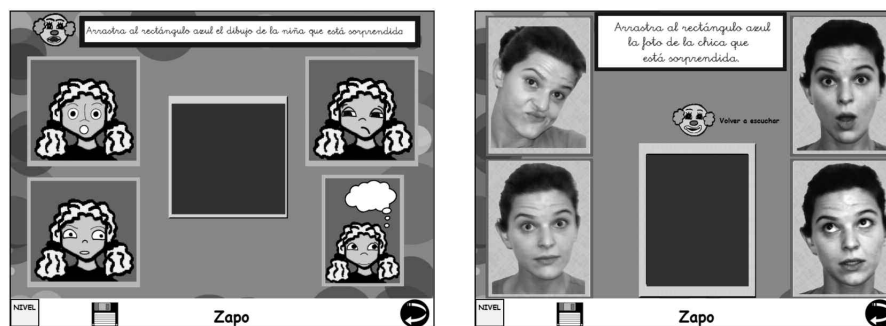 Arrastra al rectángulo azul el dibujo de la niña que está sorprendida
NIVEL
Zapo
Arrastra al rectángulo azul
la foto de la chica que
está sorprendida.
Volver a escuchar
NIVEL
Zapo